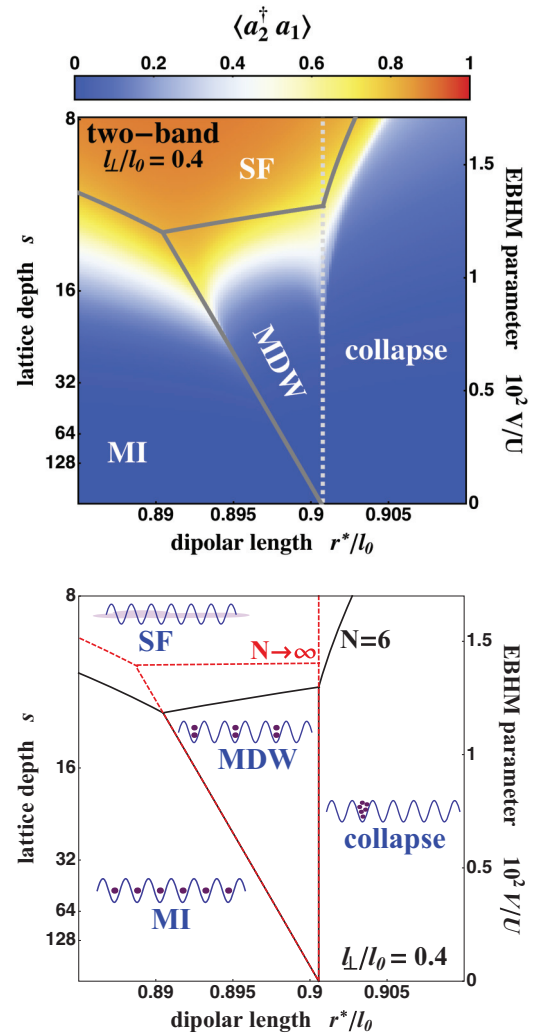 ⟨a₂† a₁⟩
0 0.2 0.4 0.6 0.8 1
two-band
l⊥/l₀ = 0.4
SF
MDW
collapse
MI
8
16
32
64
128
lattice depth s
1.5
1
0.5
0
EBHM parameter 10² V/U
0.89 0.895 0.9 0.905
dipolar length r*/l₀
SF
N→∞
N=6
MDW
collapse
MI
l⊥/l₀ = 0.4
8
16
32
64
128
lattice depth s
1.5
1
0.5
0
EBHM parameter 10² V/U
0.89 0.895 0.9 0.905
dipolar length r*/l₀